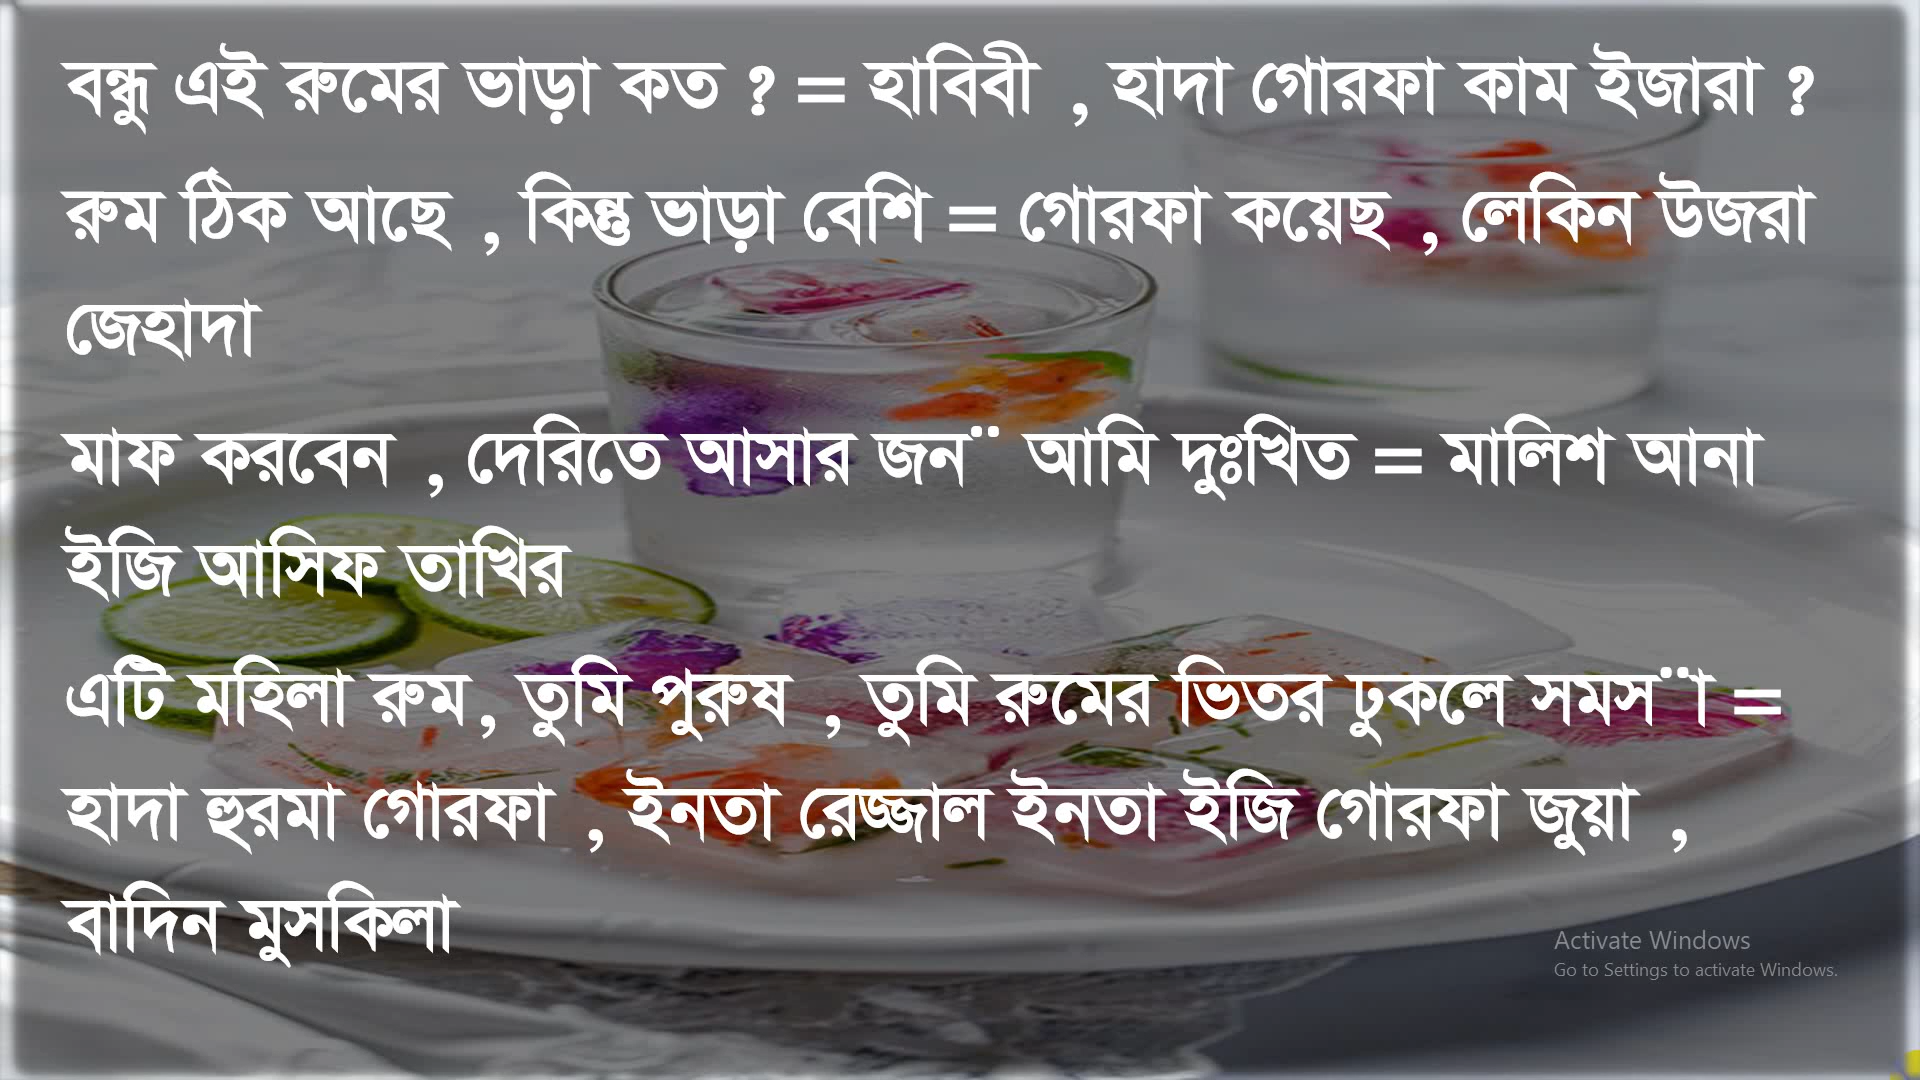 বন্ধু এই রুমের ভাড়া কত ? = হাবিবী , হাদা গোরফা কাম ইজারা ?
রুম ঠিক আছে , কিন্তু ভাড়া বেশি = গোরফা কয়েছ , লেকিন উজরা
জেহাদা
মাফ করবেন , দেরিতে আসার জন¨ আমি দুঃখিত = মালিশ আনা
ইজি আসিফ তাখির
এটি মহিলা রুম, তুমি পুরুষ , তুমি রুমের ভিতর ঢুকলে সমস¨া =
হাদা হুরমা গোরফা , ইনতা রেজ্জাল ইনতা ইজি গোরফা জুয়া ,
বাদিন মুসকিলা
Activate Windows
Go to Settings to activate Windows.